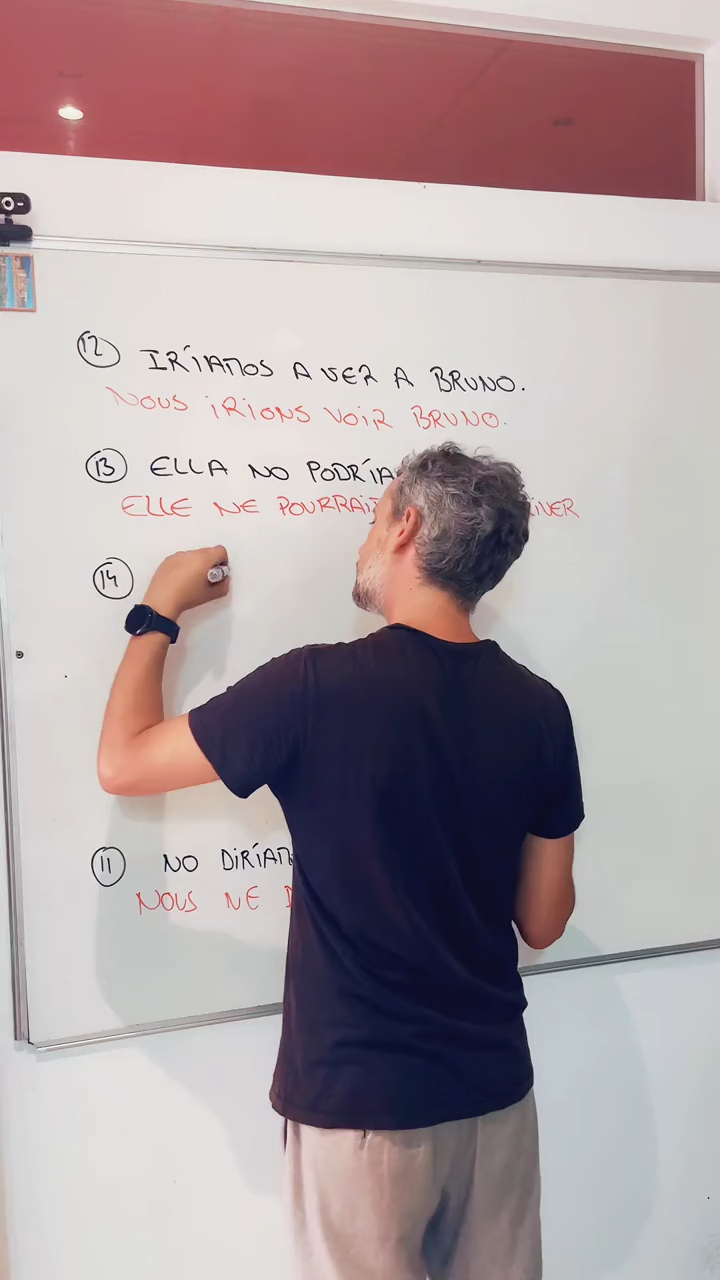 12 IRÍAMOS A VER A BRUNO.
NOUS IRIONS VOIR BRUNO.
13 ELLA NO PODRÍA
ELLE NE POURRAIT
14
11 NO
NOUS NE